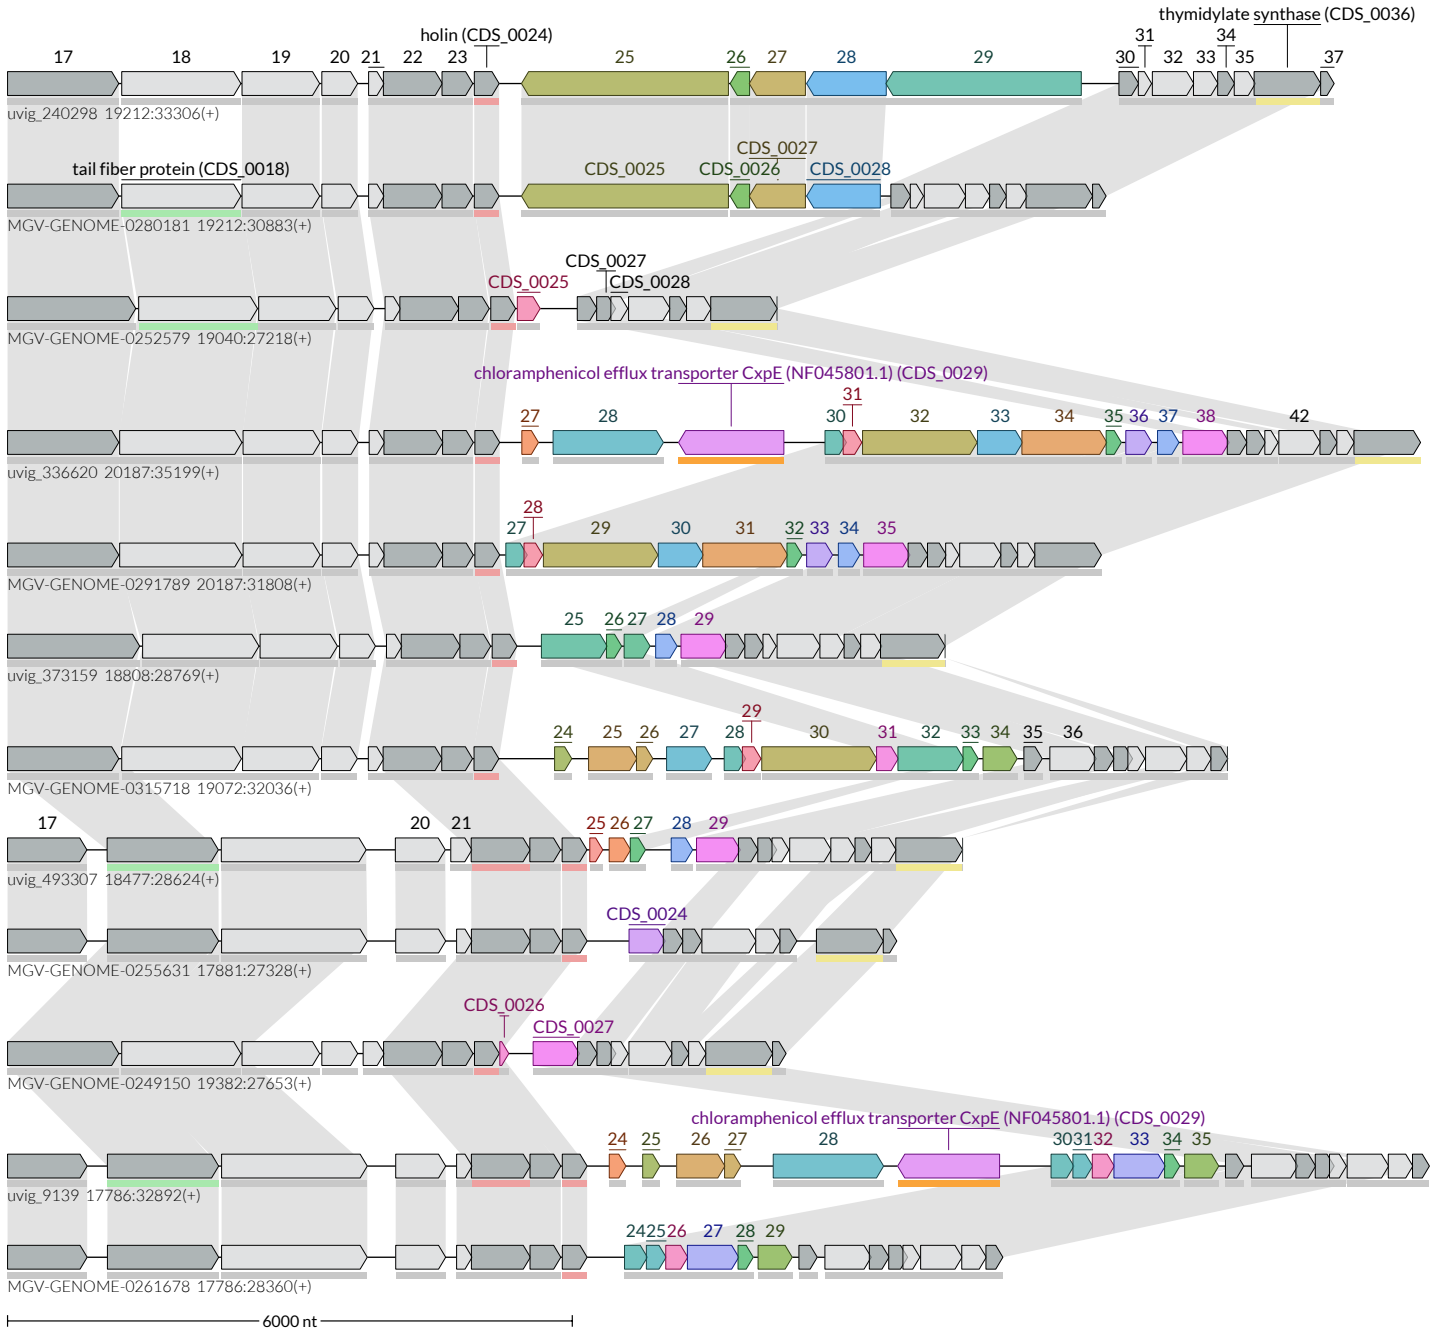 thymidylate synthase (CDS_0036)
holin (CDS_0024)
31 34
17 18 19 20 21 22 23 25 26 27 28 29 30 32 33 35 37
uvig_240298 19212:33306(+)
CDS_0027
tail fiber protein (CDS_0018) CDS_0025 CDS_0026 CDS_0028
MGV-GENOME-0280181 19212:30883(+)
CDS_0027
CDS_0025 CDS_0028
MGV-GENOME-0252579 19040:27218(+)
chloramphenicol efflux transporter CxpE (NF045801.1) (CDS_0029)
31
27 28 30 32 33 34 35 36 37 38 42
uvig_336620 20187:35199(+)
28
27 29 30 31 32 33 34 35
MGV-GENOME-0291789 20187:31808(+)
25 26 27 28 29
uvig_373159 18808:28769(+)
29
24 25 26 27 28 30 31 32 33 34 35 36
MGV-GENOME-0315718 19072:32036(+)
17 20 21 25 26 27 28 29
uvig_493307 18477:28624(+)
CDS_0024
MGV-GENOME-0255631 17881:27328(+)
CDS_0026
CDS_0027
MGV-GENOME-0249150 19382:27653(+)
chloramphenicol efflux transporter CxpE (NF045801.1) (CDS_0029)
24 25 26 27 28 30 31 32 33 34 35
uvig_9139 17786:32892(+)
24 25 26 27 28 29
MGV-GENOME-0261678 17786:28360(+)
6000 nt